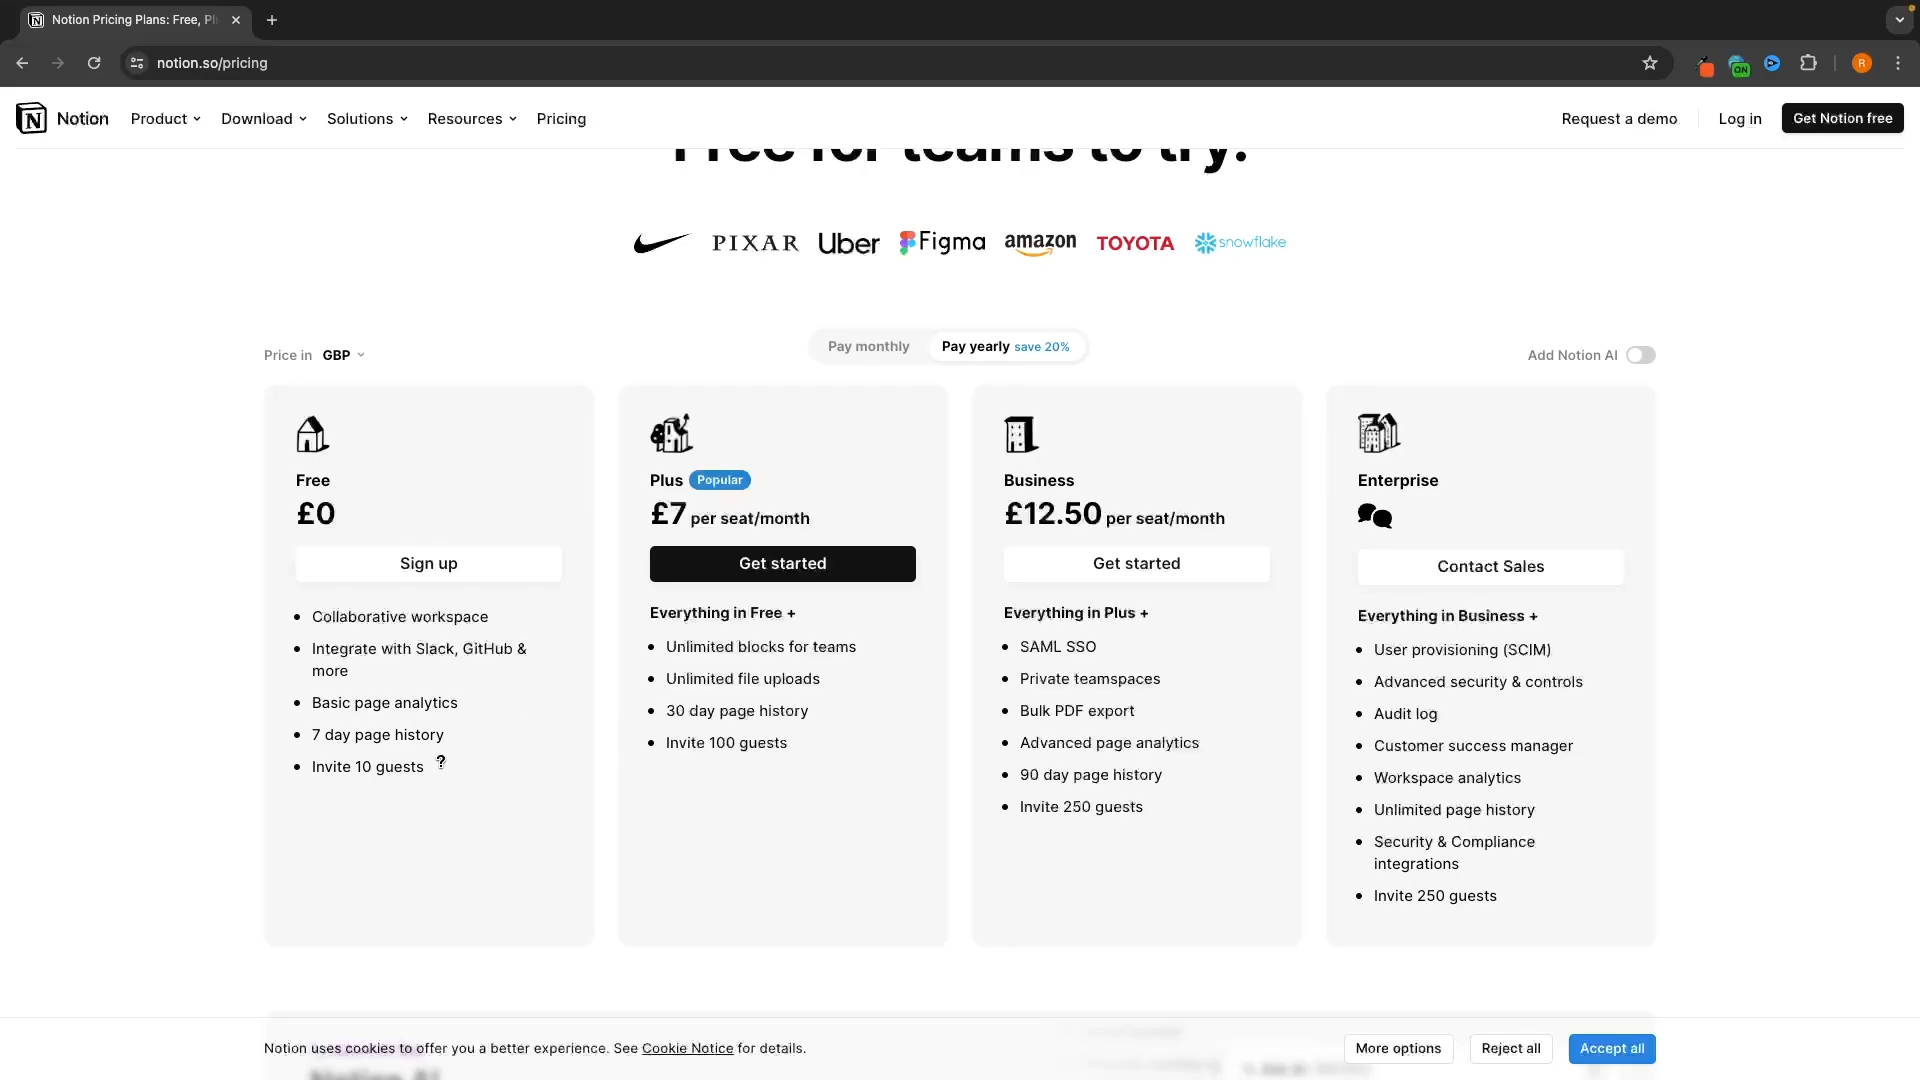 Notion Pricing Plans: Free, Pl
notion.so/pricing
ON
R
Notion
Product
Download
Solutions
Resources
Pricing
Request a demo
Log in
Get Notion free
Free for teams to try.
PIXAR
Uber
Figma
amazon
TOYOTA
snowflake
Price in GBP
Pay monthly
Pay yearly save 20%
Add Notion AI
Free
£0
Sign up
Collaborative workspace
Integrate with Slack, GitHub &
more
Basic page analytics
7 day page history
Invite 10 guests
Plus Popular
£7 per seat/month
Get started
Everything in Free +
Unlimited blocks for teams
Unlimited file uploads
30 day page history
Invite 100 guests
Business
£12.50 per seat/month
Get started
Everything in Plus +
SAML SSO
Private teamspaces
Bulk PDF export
Advanced page analytics
90 day page history
Invite 250 guests
Enterprise
Contact Sales
Everything in Business +
User provisioning (SCIM)
Advanced security & controls
Audit log
Customer success manager
Workspace analytics
Unlimited page history
Security & Compliance
integrations
Invite 250 guests
Notion uses cookies to offer you a better experience. See Cookie Notice for details.
More options
Reject all
Accept all
Notion AI